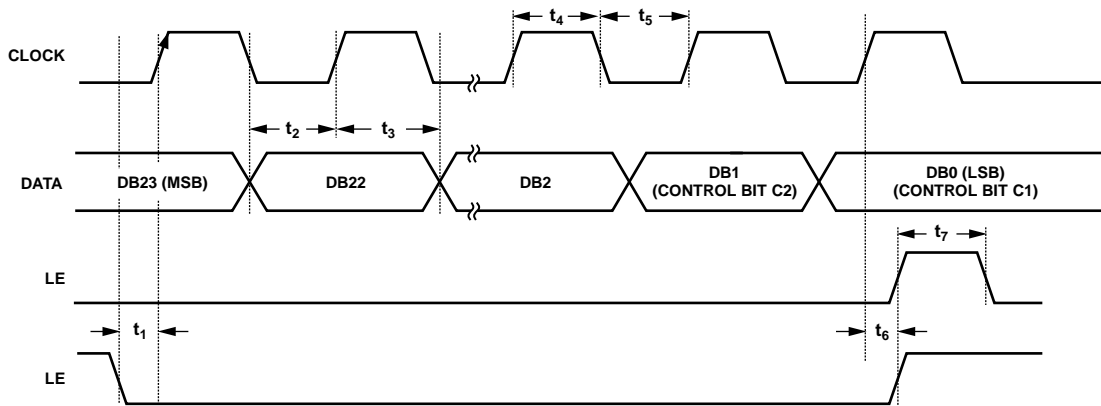 t4
t5
CLOCK
t2
t3
DATA
DB23 (MSB)
DB22
DB2
DB1
(CONTROL BIT C2)
DB0 (LSB)
(CONTROL BIT C1)
t7
LE
t1
t6
LE